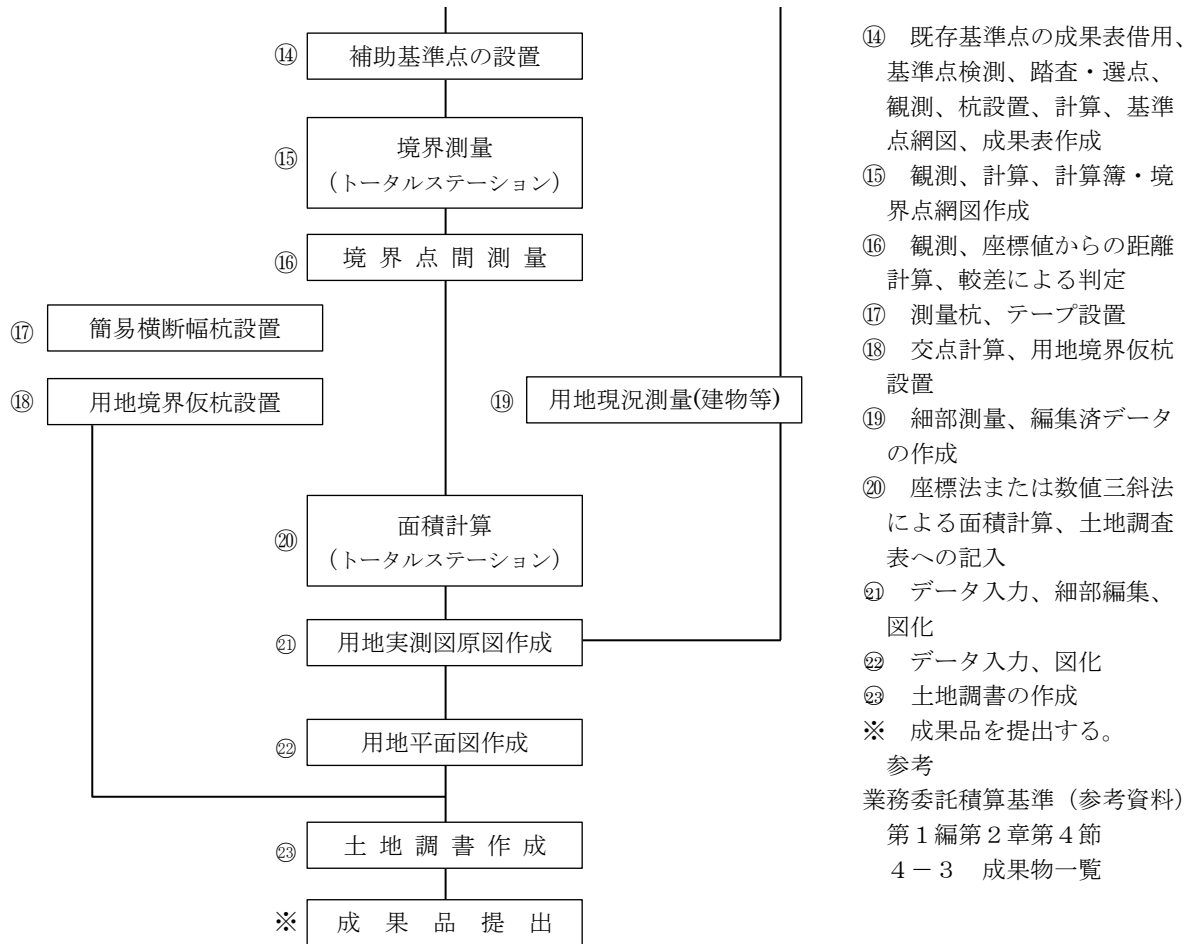 ⑭ 補助基準点の設置
⑮ 境界測量
(トータルステーション)
⑯ 境 界 点 間 測 量
⑰ 簡易横断幅杭設置
⑱ 用地境界仮杭設置
⑲ 用地現況測量(建物等)
⑳ 面積計算
(トータルステーション)
㉑ 用地実測図原図作成
㉒ 用地平面図作成
㉓ 土 地 調 書 作 成
※ 成 果 品 提 出
⑭ 既存基準点の成果表借用、
基準点検測、踏査・選点、
観測、杭設置、計算、基準
点網図、成果表作成
⑮ 観測、計算、計算簿・境
界点網図作成
⑯ 観測、座標値からの距離
計算、較差による判定
⑰ 測量杭、テープ設置
⑱ 交点計算、用地境界仮杭
設置
⑲ 細部測量、編集済データ
の作成
⑳ 座標法または数値三斜法
による面積計算、土地調査
表への記入
㉑ データ入力、細部編集、
図化
㉒ データ入力、図化
㉓ 土地調書の作成
※ 成果品を提出する。
参考
業務委託積算基準(参考資料)
第1編第2章第4節
4-3 成果物一覧